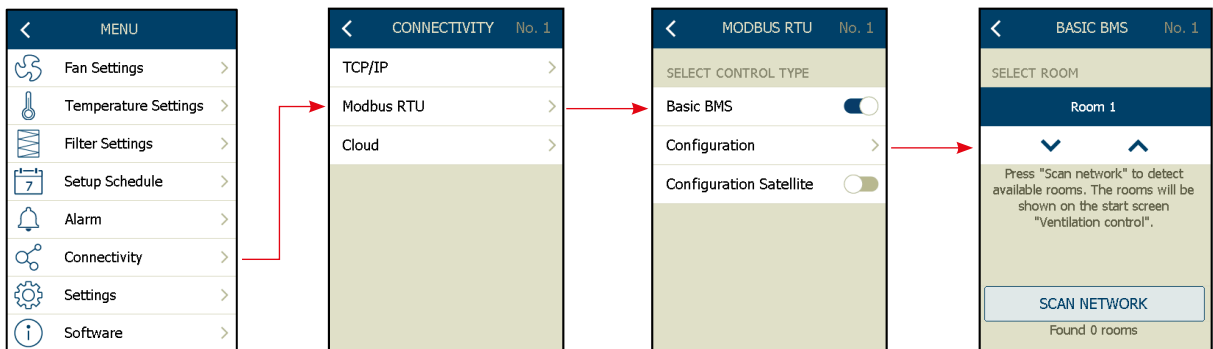 MENU
Fan Settings
Temperature Settings
Filter Settings
7
Setup Schedule
Alarm
Connectivity
Settings
i
Software
CONNECTIVITY No. 1
TCP/IP
Modbus RTU
Cloud
MODBUS RTU No. 1
SELECT CONTROL TYPE
Basic BMS
Configuration
Configuration Satellite
BASIC BMS No. 1
SELECT ROOM
Room 1
Press "Scan network" to detect
available rooms. The rooms will be
shown on the start screen
"Ventilation control".
SCAN NETWORK
Found 0 rooms